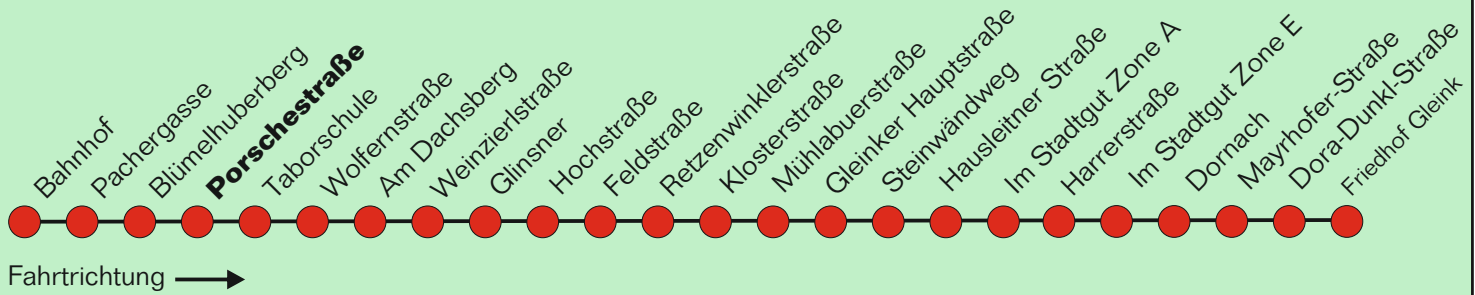 Bahnhof
Pachergasse
Blümelhuberberg
Porschestraße
Taborschule
Wolfernstraße
Am Dachsberg
Weinzierlstraße
Glinsner
Hochstraße
Feldstraße
Retzenwinklerstraße
Klosterstraße
Mühlabuerstraße
Gleinker Hauptstraße
Steinwändweg
Hausleitner Straße
Im Stadtgut Zone A
Harrerstraße
Im Stadtgut Zone E
Dornach
Mayrhofer-Straße
Dora-Dunkl-Straße
Friedhof Gleink
Fahrtrichtung